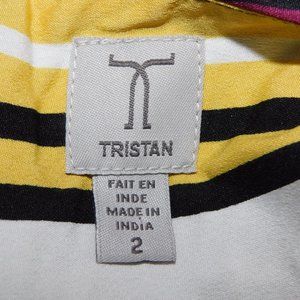 TRISTAN
FAIT EN
INDE
MADE IN
INDIA
2